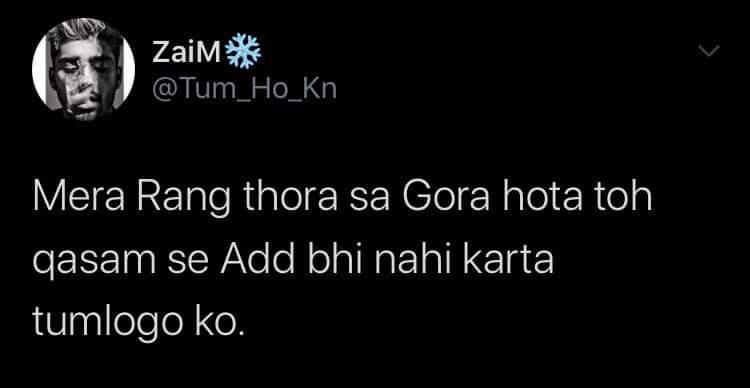 ZaiM❄️
@Tum_Ho_Kn
Mera Rang thora sa Gora hota toh
qasam se Add bhi nahi karta
tumlogo ko.